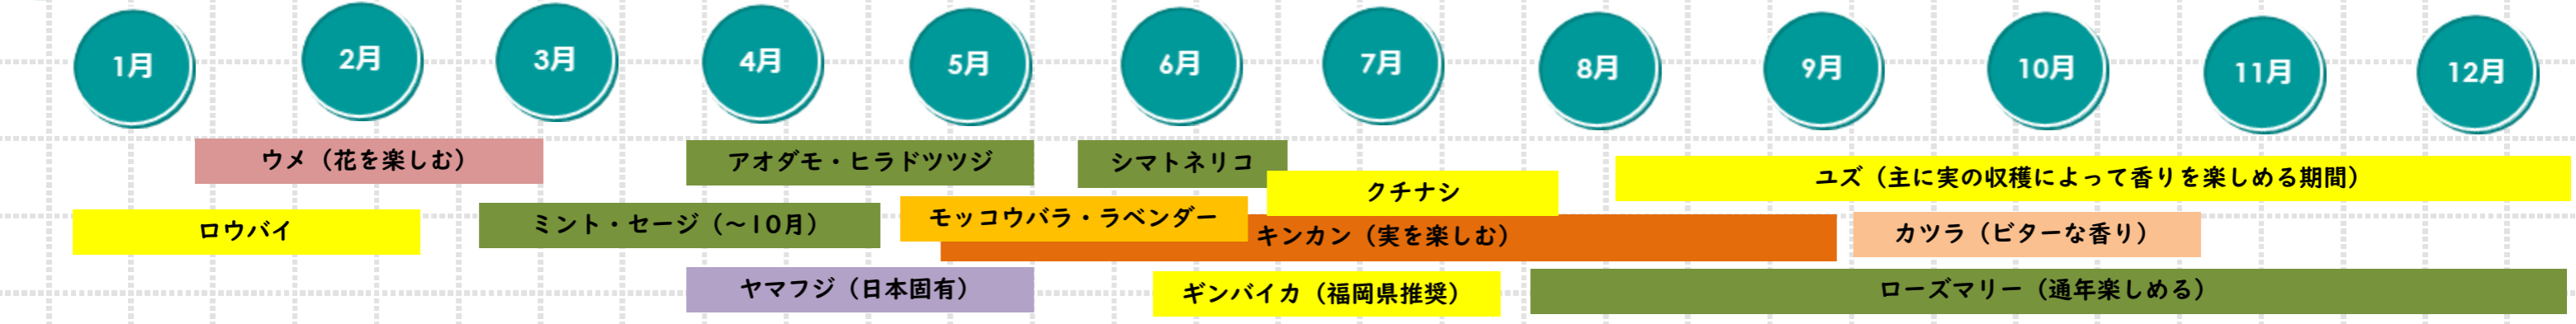 1月
2月
3月
4月
5月
6月
7月
8月
9月
10月
11月
12月
ウメ（花を楽しむ）
アオダモ・ヒラドツツジ
シマトネリコ
ユズ（主に実の収穫によって香りを楽しめる期間）
クチナシ
ロウバイ
ミント・セージ（～10月）
モッコウバラ・ラベンダー
キンカン（実を楽しむ）
カツラ（ビターな香り）
ヤマフジ（日本固有）
ギンバイカ（福岡県推奨）
ローズマリー（通年楽しめる）